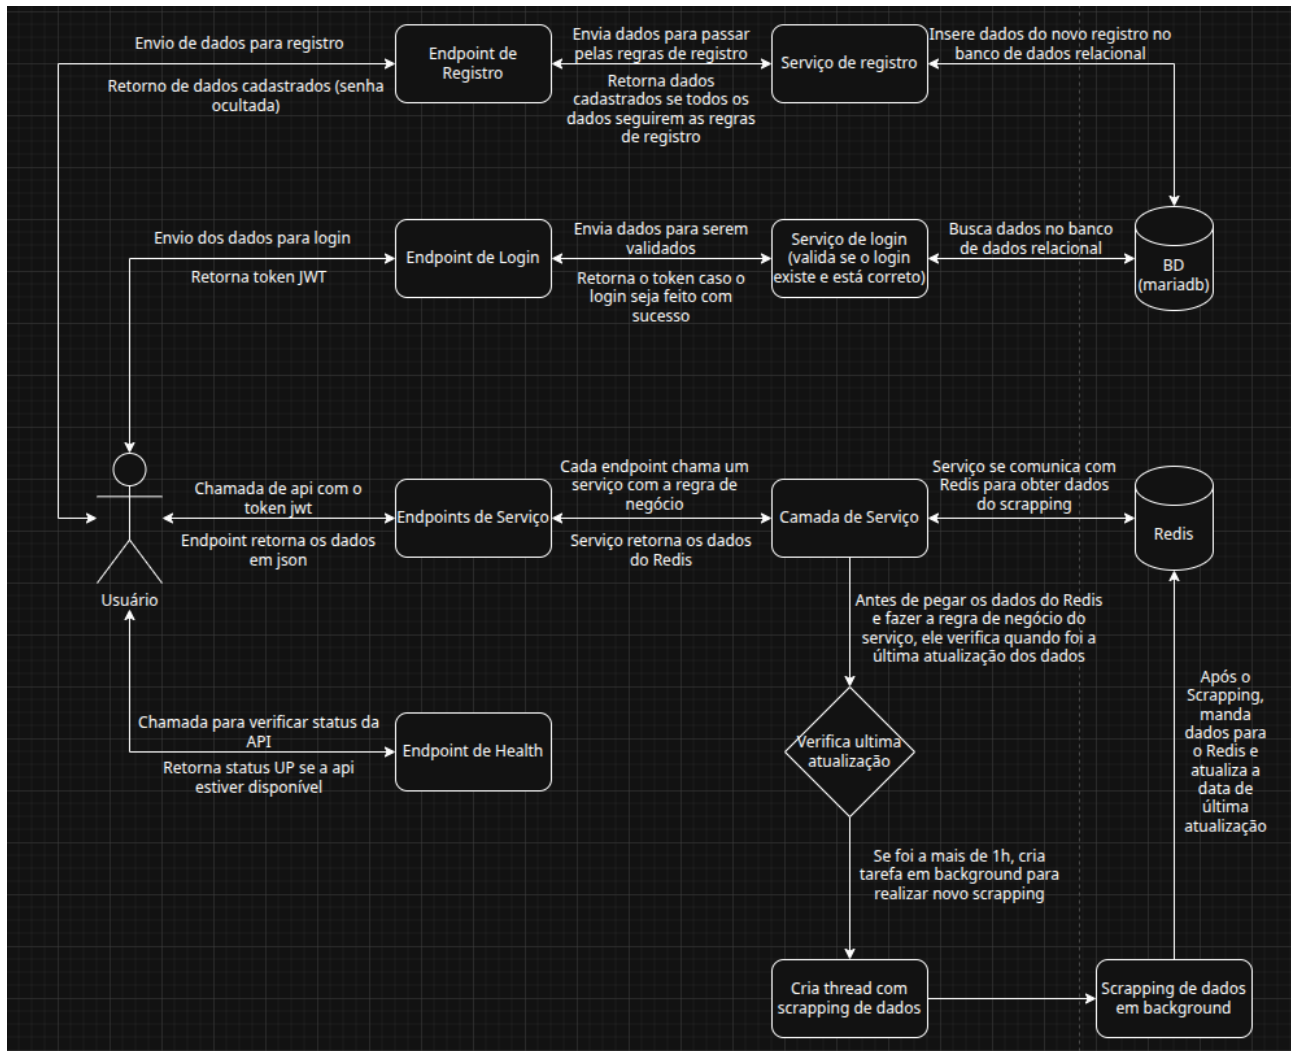 Envio de dados para registro
Retorno de dados cadastrados (senha
ocultada)
Endpoint de
Registro
Envia dados para passar
pelas regras de registro
Retorna dados
cadastrados se todos os
dados seguirem as regras
de registro
Serviço de registro
Insere dados do novo registro no
banco de dados relacional
Envio dos dados para login
Retorna token JWT
Endpoint de Login
Envia dados para serem
validados
Retorna o token caso o
login seja feito com
sucesso
Serviço de login
(valida se o login
existe e está correto)
Busca dados no banco
de dados relacional
BD
(mariadb)
Usuário
Chamada de api com o
token jwt
Endpoint retorna os dados
em json
Endpoints de Serviço
Cada endpoint chama um
serviço com a regra de
negócio
Serviço retorna os dados
do Redis
Camada de Serviço
Serviço se comunica com
Redis para obter dados
do scrapping
Redis
Antes de pegar os dados do Redis
e fazer a regra de negócio do
serviço, ele verifica quando foi a
última atualização dos dados
Chamada para verificar status da
API
Retorna status UP se a api
estiver disponível
Endpoint de Health
Verifica ultima
atualização
Após o
Scrapping,
manda
dados para
o Redis e
atualiza a
data de
última
atualização
Se foi a mais de 1h, cria
tarefa em background para
realizar novo scrapping
Cria thread com
scrapping de dados
Scrapping de dados
em background